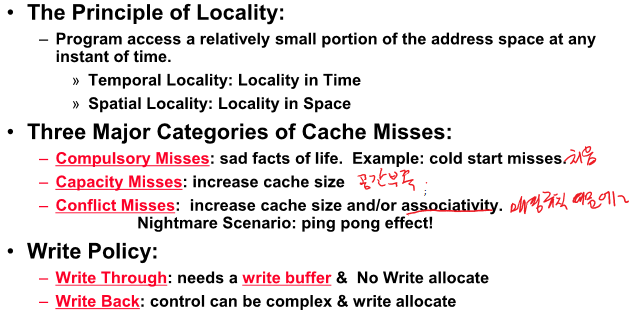 • The Principle of Locality:
– Program access a relatively small portion of the address space at any
instant of time.
» Temporal Locality: Locality in Time
» Spatial Locality: Locality in Space
• Three Major Categories of Cache Misses:
– Compulsory Misses: sad facts of life. Example: cold start misses. 처음
– Capacity Misses: increase cache size 공간부족
– Conflict Misses: increase cache size and/or associativity. 매핑규칙 때문에
Nightmare Scenario: ping pong effect!
• Write Policy:
– Write Through: needs a write buffer & No Write allocate
– Write Back: control can be complex & write allocate